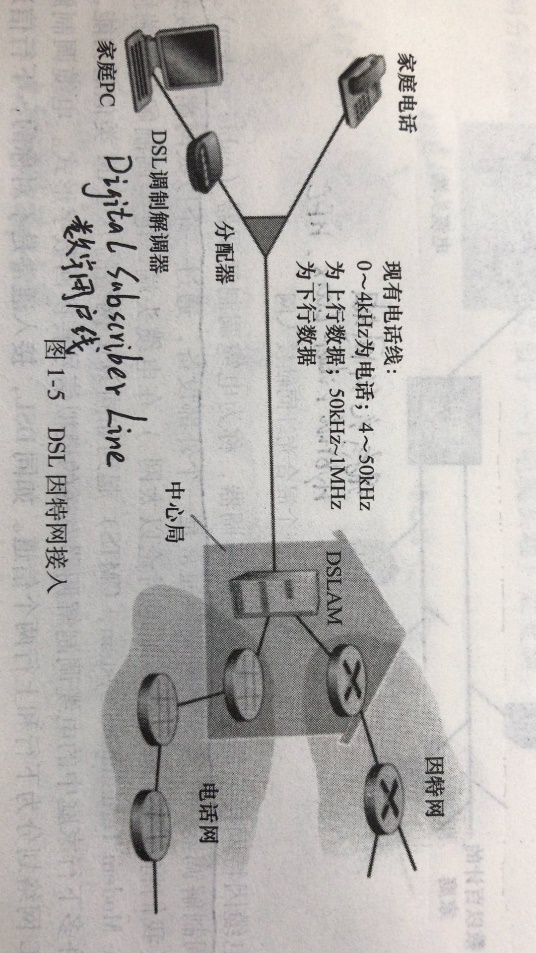 家庭电话
现有电话线：
0～4kHz为电话；4～50kHz
为上行数据；50kHz~1MHz
为下行数据
因特网
DSLAM
家庭PC
DSL调制解调器
分配器
中心局
电话网
Digital Subscriber Line
数字用户线
图 1-5 DSL 因特网接入